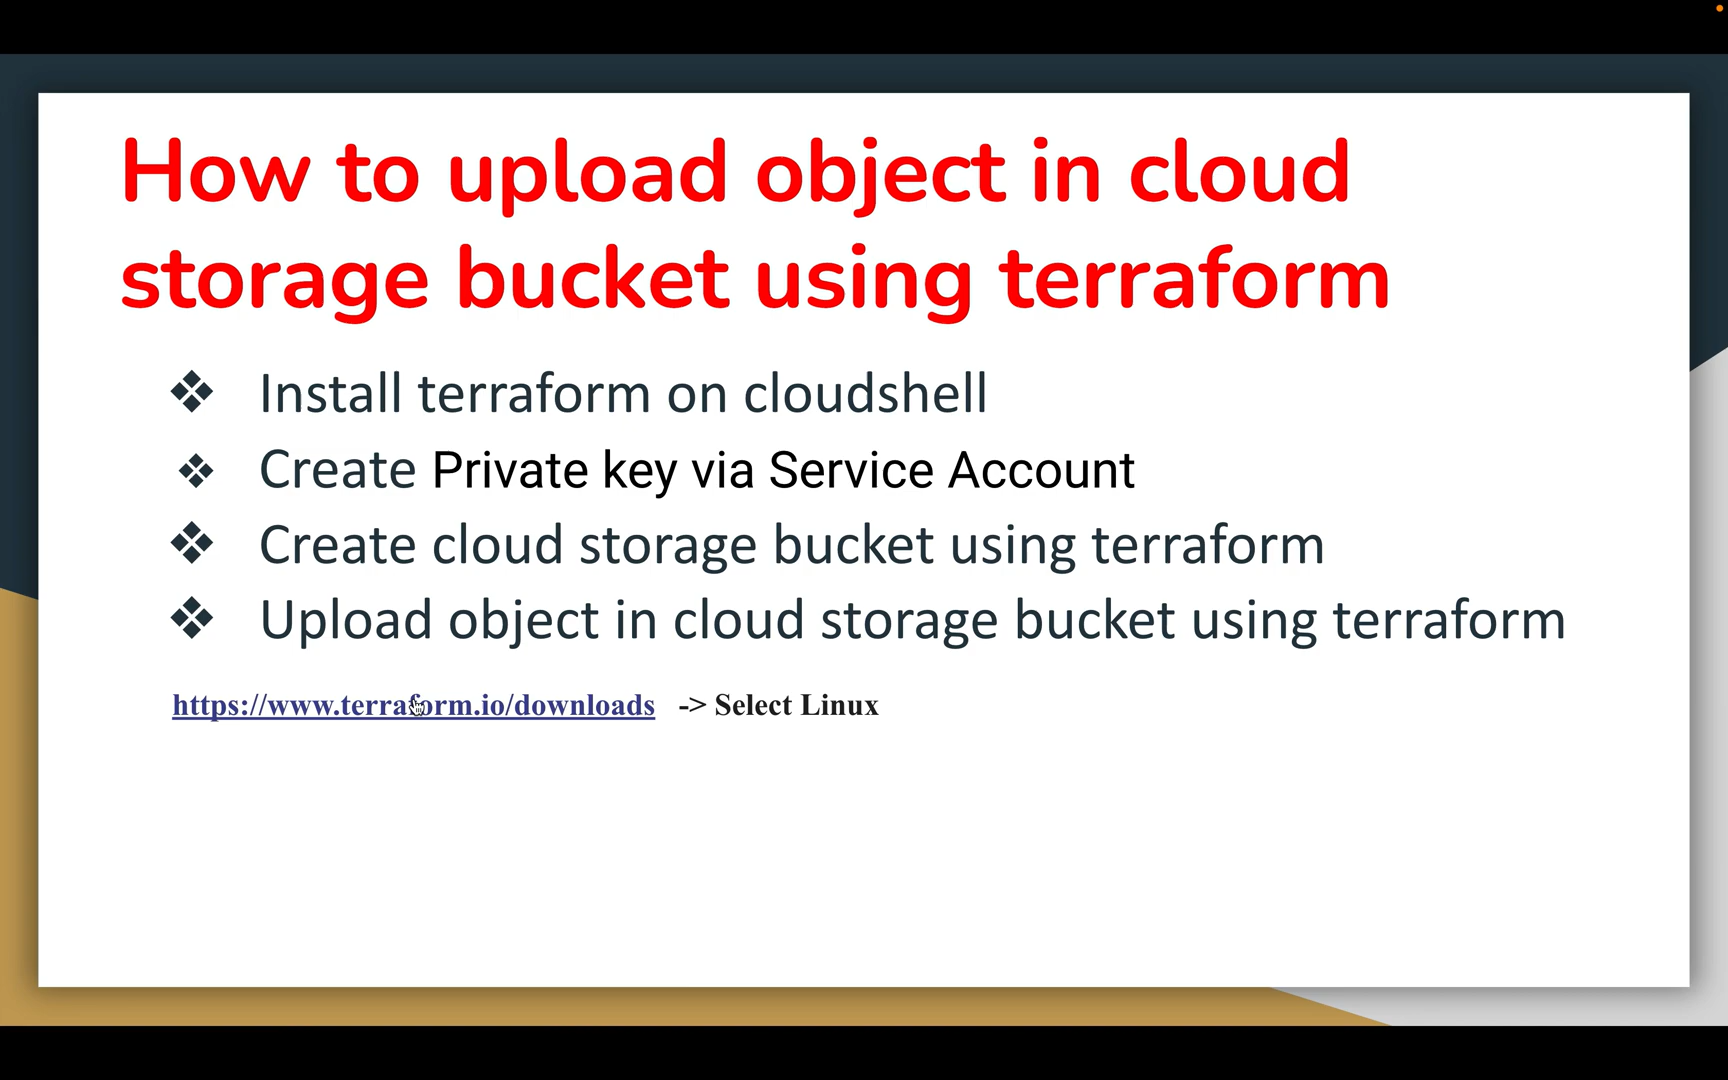 How to upload object in cloud
storage bucket using terraform
❖ Install terraform on cloudshell
❖ Create Private key via Service Account
❖ Create cloud storage bucket using terraform
❖ Upload object in cloud storage bucket using terraform
https://www.terraform.io/downloads -> Select Linux